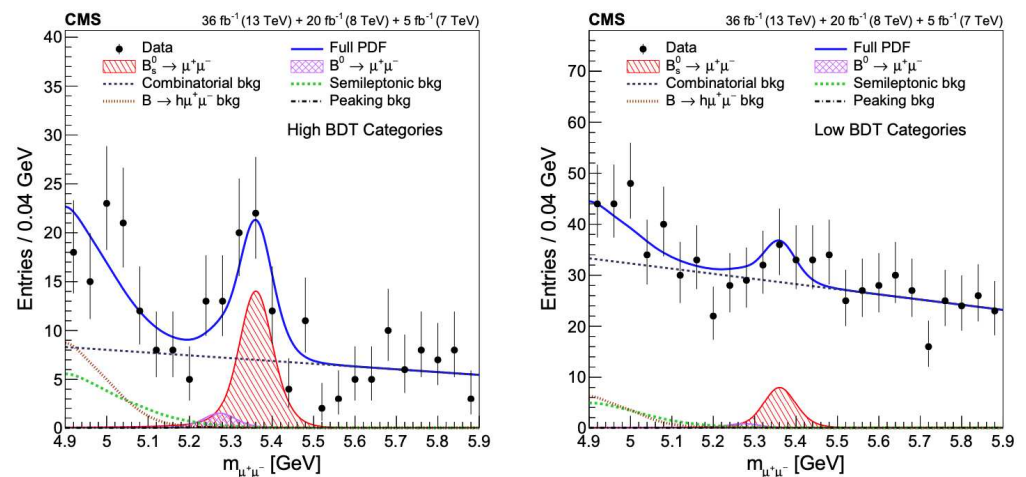 CMS 36 fb⁻¹ (13 TeV) + 20 fb⁻¹ (8 TeV) + 5 fb⁻¹ (7 TeV)
Data
Full PDF
B⁰ₛ → μ⁺μ⁻
B⁰ → μ⁺μ⁻
Combinatorial bkg
Semileptonic bkg
B → hμ⁺μ⁻ bkg
Peaking bkg
High BDT Categories
Entries / 0.04 GeV
40
35
30
25
20
15
10
5
0
4.9 5 5.1 5.2 5.3 5.4 5.5 5.6 5.7 5.8 5.9
m_μ⁺μ⁻ [GeV]
CMS 36 fb⁻¹ (13 TeV) + 20 fb⁻¹ (8 TeV) + 5 fb⁻¹ (7 TeV)
Data
Full PDF
B⁰ₛ → μ⁺μ⁻
B⁰ → μ⁺μ⁻
Combinatorial bkg
Semileptonic bkg
B → hμ⁺μ⁻ bkg
Peaking bkg
Low BDT Categories
Entries / 0.04 GeV
70
60
50
40
30
20
10
0
4.9 5 5.1 5.2 5.3 5.4 5.5 5.6 5.7 5.8 5.9
m_μ⁺μ⁻ [GeV]